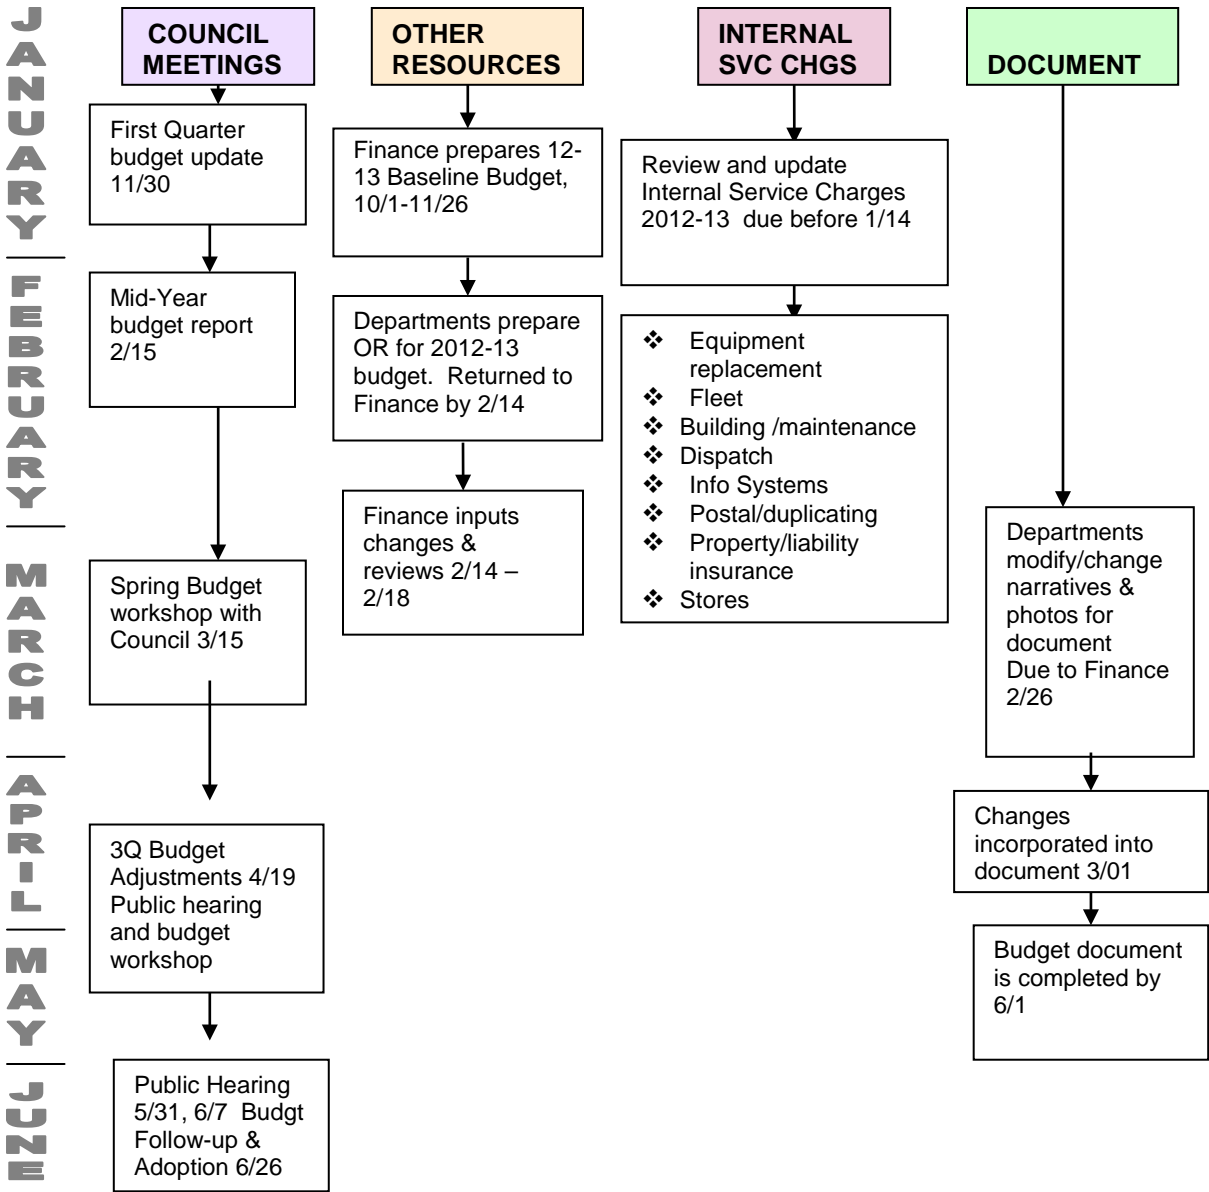 JANUARY
FEBRUARY
MARCH
APRIL
MAY
JUNE
COUNCIL
MEETINGS
First Quarter
budget update
11/30
Mid-Year
budget report
2/15
Spring Budget
workshop with
Council 3/15
3Q Budget
Adjustments 4/19
Public hearing
and budget
workshop
Public Hearing
5/31, 6/7 Budgt
Follow-up &
Adoption 6/26
OTHER
RESOURCES
Finance prepares 12-
13 Baseline Budget,
10/1-11/26
Departments prepare
OR for 2012-13
budget. Returned to
Finance by 2/14
Finance inputs
changes &
reviews 2/14 –
2/18
INTERNAL
SVC CHGS
Review and update
Internal Service Charges
2012-13 due before 1/14
❖ Equipment
replacement
❖ Fleet
❖ Building /maintenance
❖ Dispatch
❖ Info Systems
❖ Postal/duplicating
❖ Property/liability
insurance
❖ Stores
DOCUMENT
Departments
modify/change
narratives &
photos for
document
Due to Finance
2/26
Changes
incorporated into
document 3/01
Budget document
is completed by
6/1